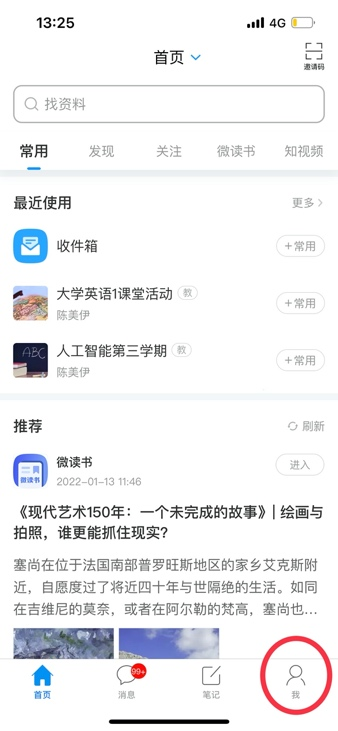 13:25
4G
首页
邀请码
找资料
常用
发现
关注
微读书
知视频
最近使用
更多
收件箱
+常用
大学英语1课堂活动 教
陈美伊
+常用
ABC
人工智能第三学期 教
陈美伊
+常用
推荐
刷新
微读书
微读书
2022-01-13 11:46
进入
《现代艺术150年：一个未完成的故事》| 绘画与
拍照，谁更能抓住现实?
塞尚在位于法国南部普罗旺斯地区的家乡艾克斯附
近，自愿度过了将近四十年与世隔绝的生活。如同
在吉维尼的莫奈，或者在阿尔勒的梵高，塞尚也...
首页
99+
消息
笔记
我